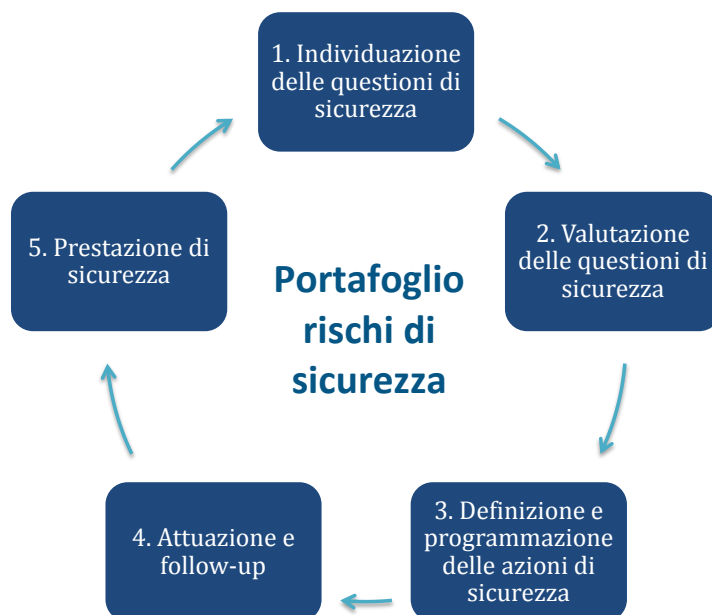 1. Individuazione
delle questioni di
sicurezza
2. Valutazione
delle questioni di
sicurezza
3. Definizione e
programmazione
delle azioni di
sicurezza
4. Attuazione e
follow-up
5. Prestazione di
sicurezza
Portafoglio
rischi di
sicurezza